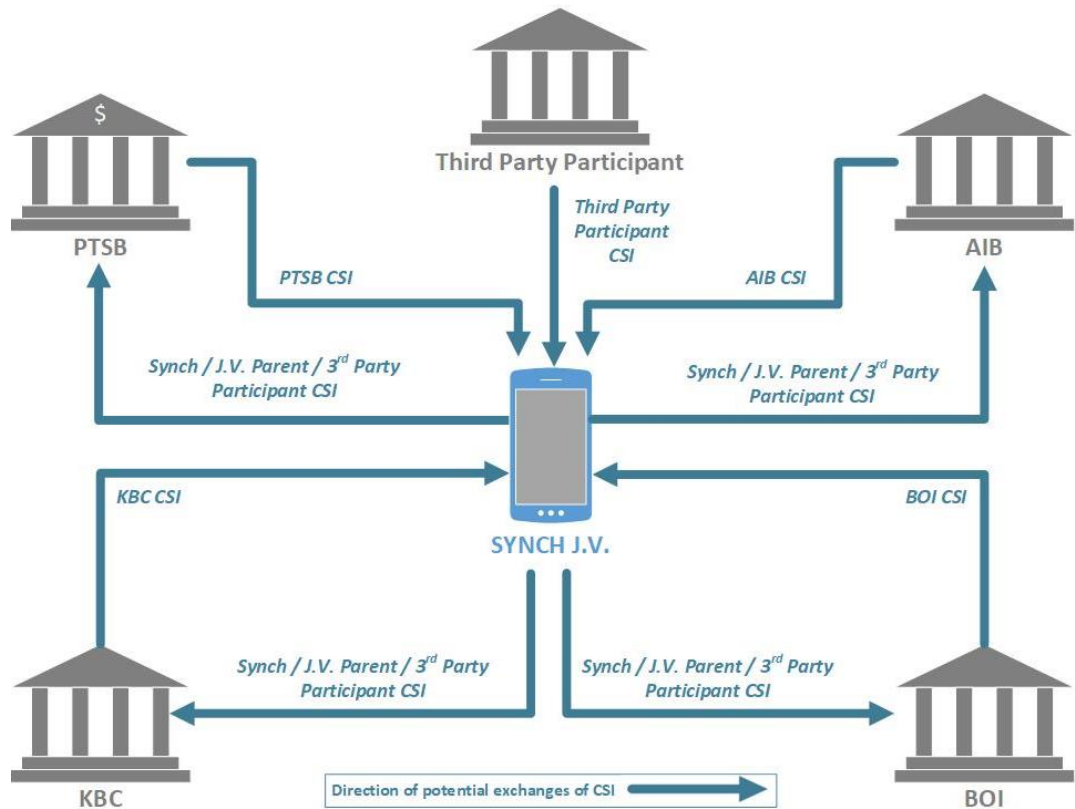 $
Third Party Participant
PTSB
AIB
Third Party
Participant
CSI
PTSB CSI
AIB CSI
Synch / J.V. Parent / 3rd Party
Participant CSI
Synch / J.V. Parent / 3rd Party
Participant CSI
KBC CSI
BOI CSI
SYNCH J.V.
Synch / J.V. Parent / 3rd Party
Participant CSI
Synch / J.V. Parent / 3rd Party
Participant CSI
KBC
BOI
Direction of potential exchanges of CSI